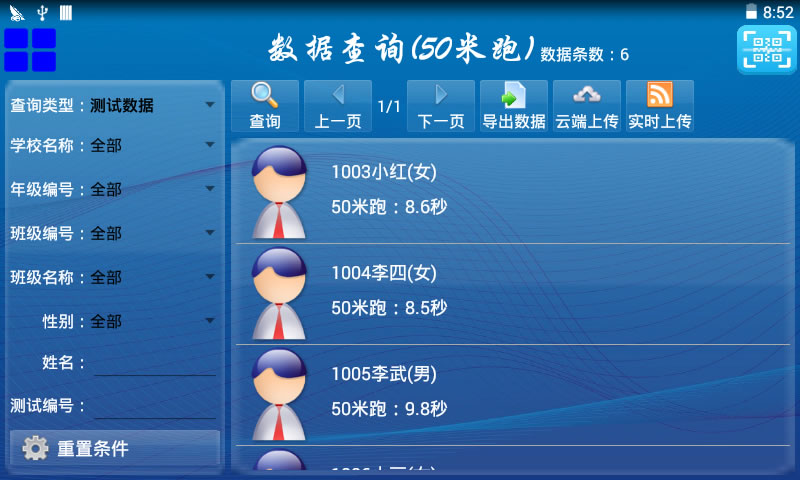 8:52
数据查询(50米跑) 数据条数：6
查询类型：测试数据
学校名称：全部
年级编号：全部
班级编号：全部
班级名称：全部
性别：全部
姓名：
测试编号：
重置条件
查询
上一页
1/1
下一页
导出数据
云端上传
实时上传
1003小红(女)
50米跑：8.6秒
1004李四(女)
50米跑：8.5秒
1005李武(男)
50米跑：9.8秒